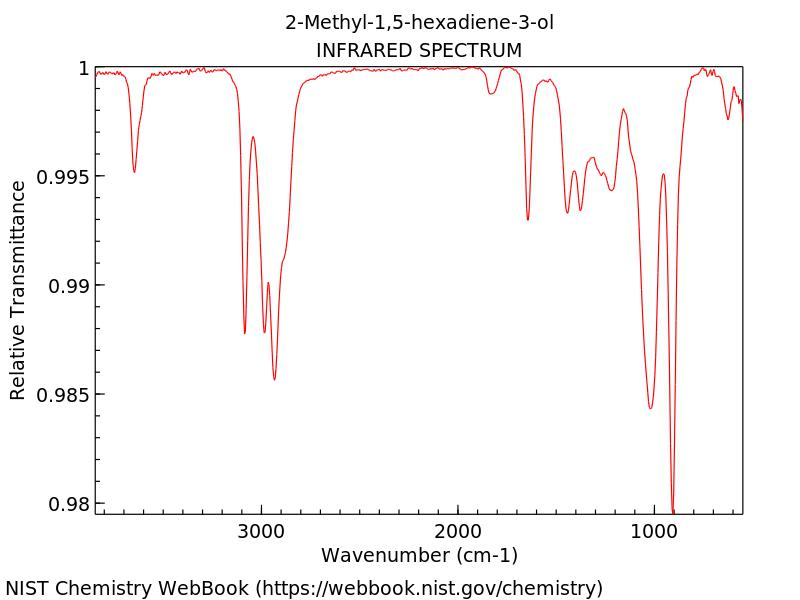 2-Methyl-1,5-hexadiene-3-ol
INFRARED SPECTRUM
1
0.995
0.99
0.985
0.98
Relative Transmittance
3000
2000
1000
Wavenumber (cm-1)
NIST Chemistry WebBook (https://webbook.nist.gov/chemistry)